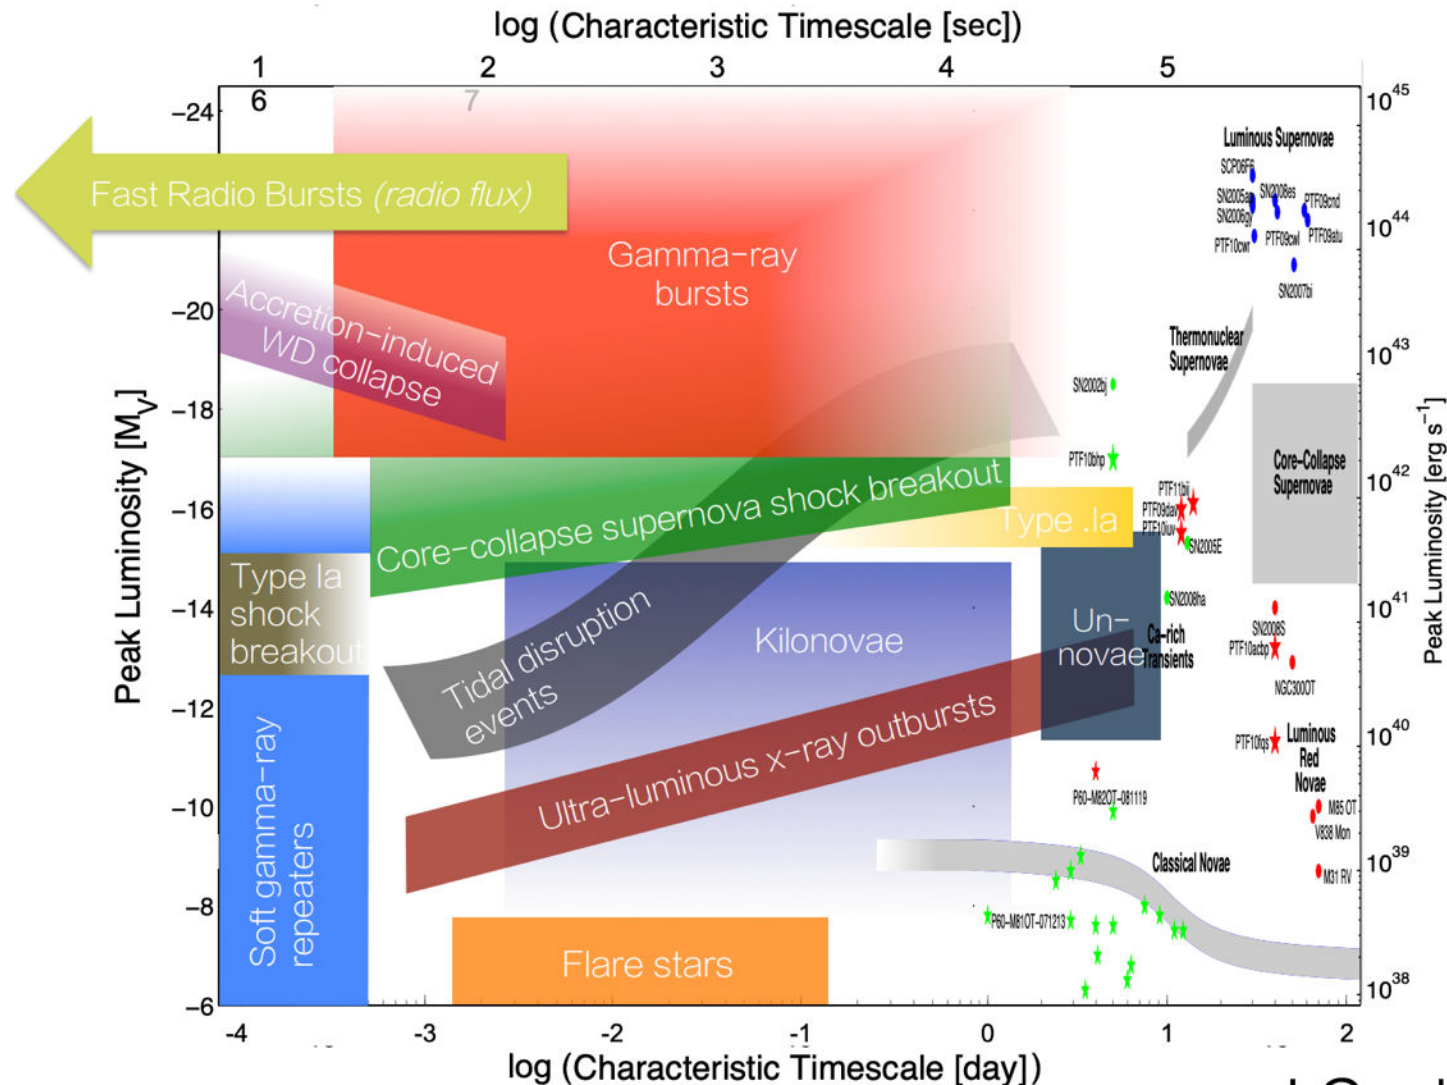 log (Characteristic Timescale [sec])
1 2 3 4 5
6 7
−24
−20
−18
−16
−14
−12
−10
−8
−6
Peak Luminosity [M_V]
10^45
10^44
10^43
10^42
10^41
10^40
10^39
10^38
Peak Luminosity [erg s^−1]
Fast Radio Bursts (radio flux)
Gamma−ray
bursts
Accretion−induced
WD collapse
Core−collapse supernova shock breakout
Type .Ia
Type Ia
shock
breakout
Tidal disruption
events
Kilonovae
Un−
novae
Ultra−luminous x−ray outbursts
Soft gamma−ray
repeaters
Flare stars
Luminous Supernovae
SCP06F6
SN2005ap
SN2008es
PTF09cnd
SN2006gy
PTF10cwr
PTF09cwl
PTF09atu
SN2007bi
Thermonuclear
Supernovae
SN2002bj
PTF10bhp
Core−Collapse
Supernovae
PTF11bij
PTF09dav
PTF10iuv
SN2005E
SN2008ha
Ca−rich
Transients
SN2008S
PTF10acbp
NGC300OT
PTF10fqs
Luminous
Red
Novae
P60−M82OT−081119
M85 OT
V838 Mon
M31 RV
Classical Novae
P60−M81OT−071213
-4 -3 -2 -1 0 1 2
log (Characteristic Timescale [day])